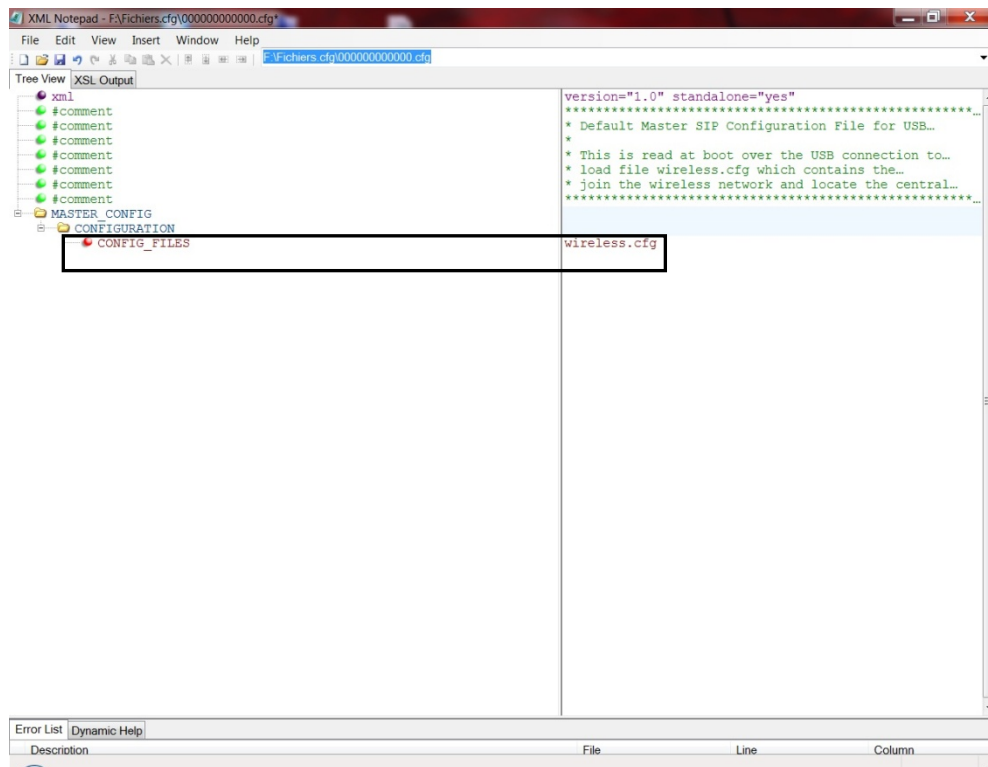 XML Notepad - F:\Fichiers.cfg\000000000000.cfg*
File Edit View Insert Window Help
F:\Fichiers.cfg\000000000000.cfg
Tree View XSL Output
xml version="1.0" standalone="yes"
#comment *****************************************************...
#comment * Default Master SIP Configuration File for USB…
#comment *
#comment * This is read at boot over the USB connection to…
#comment * load file wireless.cfg which contains the…
#comment * join the wireless network and locate the central…
#comment *****************************************************...
MASTER_CONFIG
CONFIGURATION
CONFIG_FILES wireless.cfg
Error List Dynamic Help
Description File Line Column